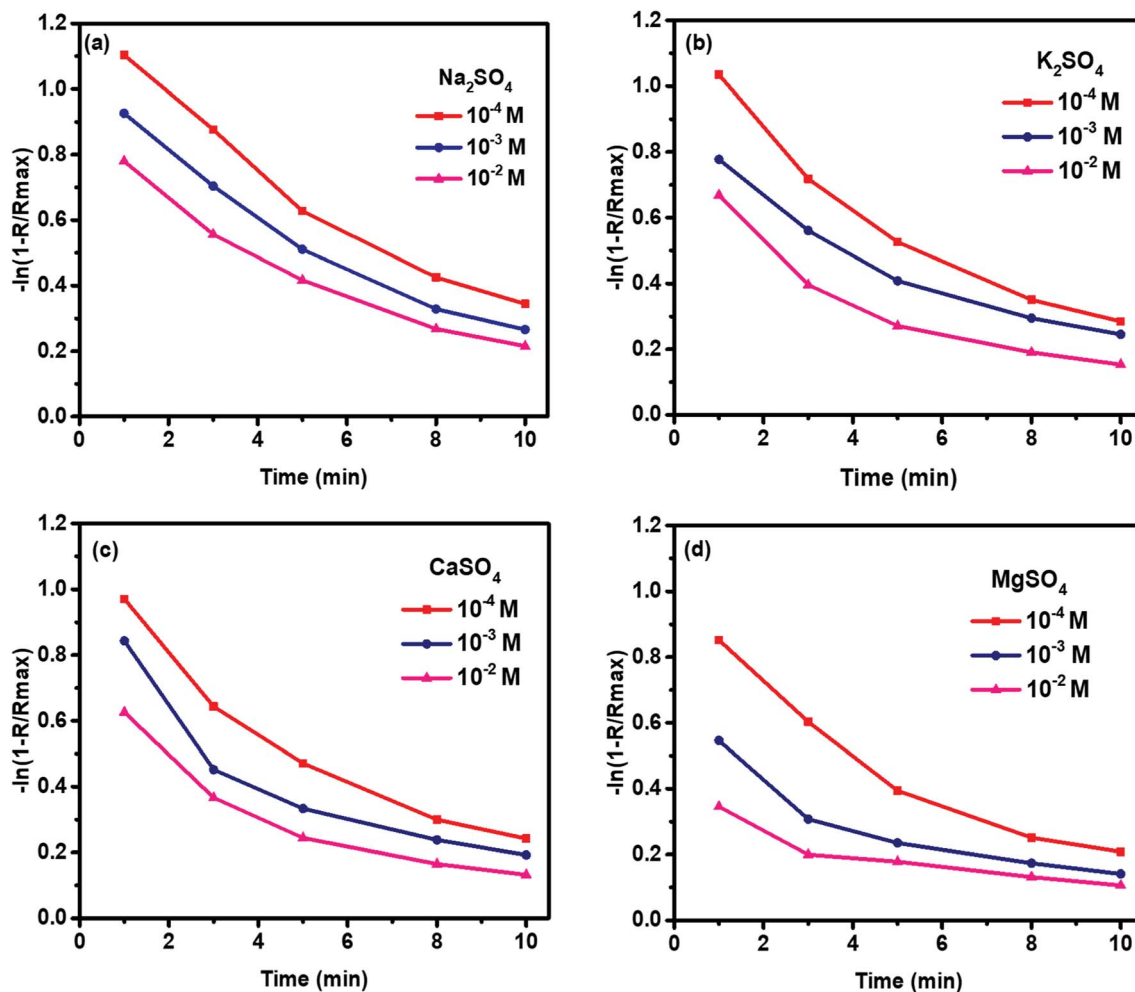 (a)
Na₂SO₄
10⁻⁴ M
10⁻³ M
10⁻² M
1.2
1.0
0.8
0.6
0.4
0.2
0.0
-ln(1-R/Rmax)
0 2 4 6 8 10
Time (min)
(b)
K₂SO₄
10⁻⁴ M
10⁻³ M
10⁻² M
1.2
1.0
0.8
0.6
0.4
0.2
0.0
-ln(1-R/Rmax)
0 2 4 6 8 10
Time (min)
(c)
CaSO₄
10⁻⁴ M
10⁻³ M
10⁻² M
1.2
1.0
0.8
0.6
0.4
0.2
0.0
-ln(1-R/Rmax)
0 2 4 6 8 10
Time (min)
(d)
MgSO₄
10⁻⁴ M
10⁻³ M
10⁻² M
1.2
1.0
0.8
0.6
0.4
0.2
0.0
-ln(1-R/Rmax)
0 2 4 6 8 10
Time (min)